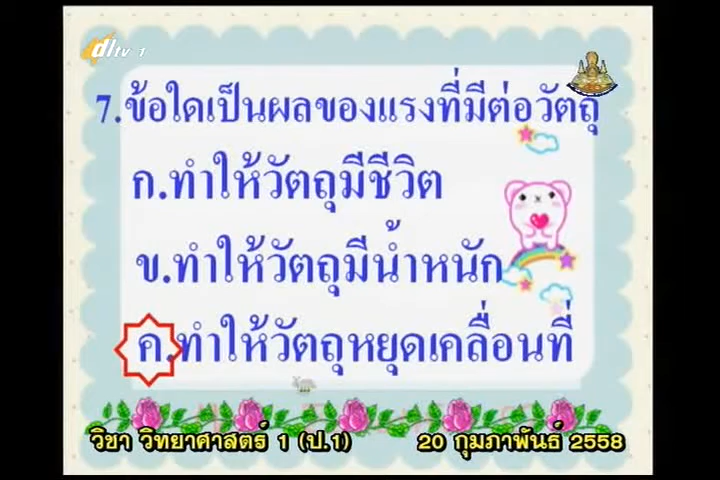 dltv 1
7.ข้อใดเป็นผลของแรงที่มีต่อวัตถุ
ก.ทำให้วัตถุมีชีวิต
ข.ทำให้วัตถุมีน้ำหนัก
ค.ทำให้วัตถุหยุดเคลื่อนที่
วิชา วิทยาศาสตร์ 1 (ป.1) 20 กุมภาพันธ์ 2558